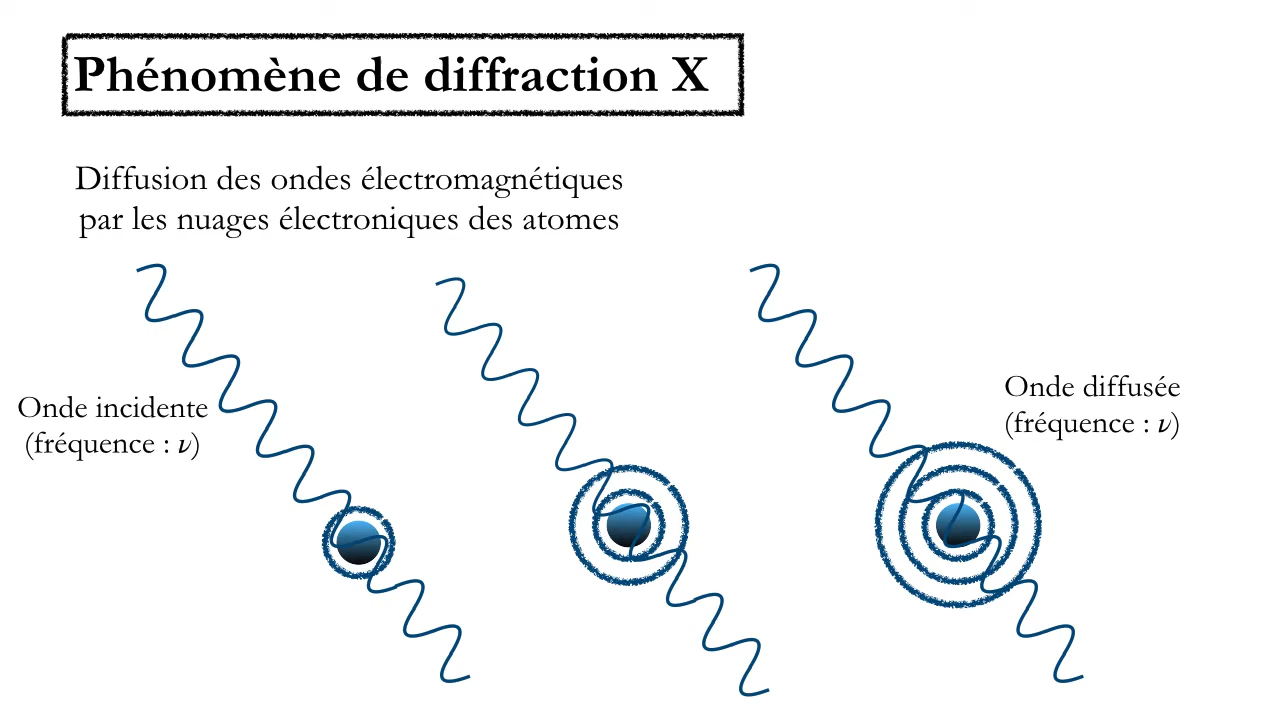 Phénomène de diffraction X
Diffusion des ondes électromagnétiques
par les nuages électroniques des atomes
Onde incidente
(fréquence : ν)
Onde diffusée
(fréquence : ν)